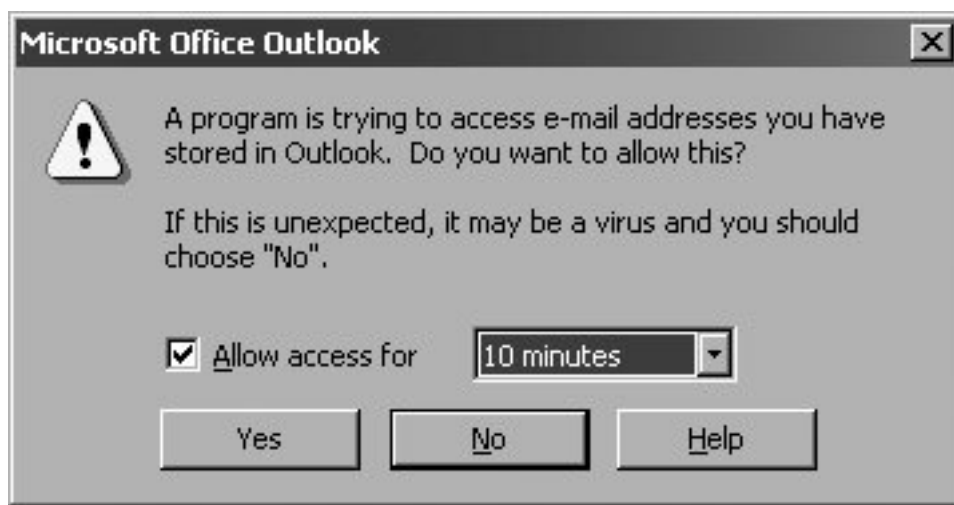 Microsoft Office Outlook
A program is trying to access e-mail addresses you have
stored in Outlook.  Do you want to allow this?
If this is unexpected, it may be a virus and you should
choose "No".
Allow access for 10 minutes
Yes No Help